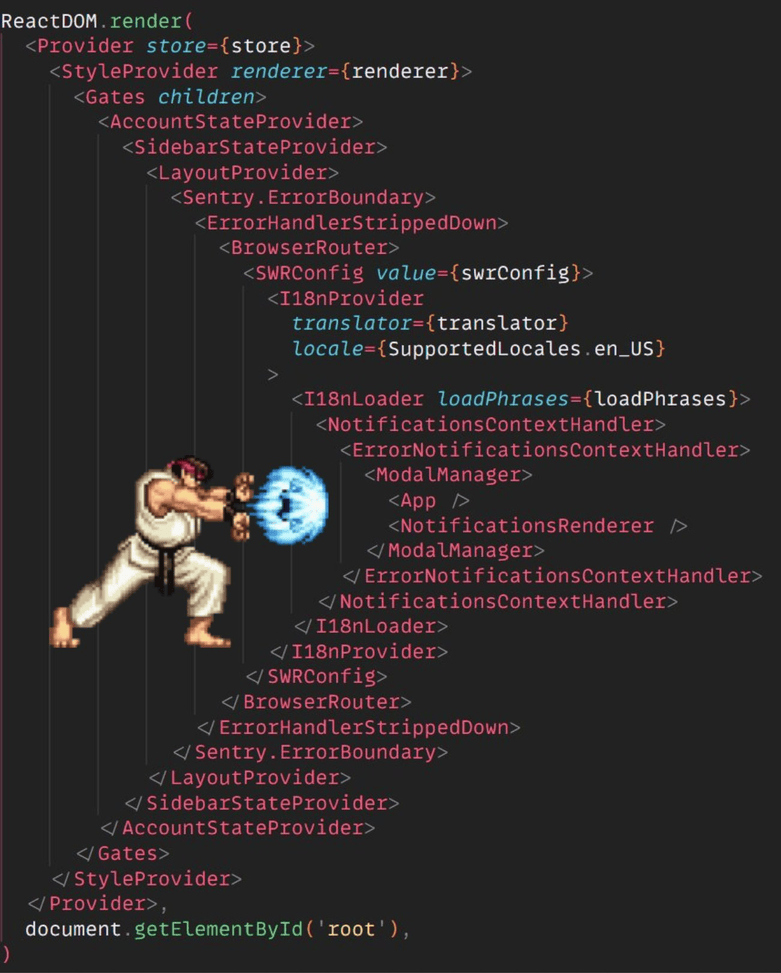 ReactDOM.render(
<Provider store={store}>
<StyleProvider renderer={renderer}>
<Gates children>
<AccountStateProvider>
<SidebarStateProvider>
<LayoutProvider>
<Sentry.ErrorBoundary>
<ErrorHandlerStrippedDown>
<BrowserRouter>
<SWRConfig value={swrConfig}>
<I18nProvider
translator={translator}
locale={SupportedLocales.en_US}
>
<I18nLoader loadPhrases={loadPhrases}>
<NotificationsContextHandler>
<ErrorNotificationsContextHandler>
<ModalManager>
<App />
<NotificationsRenderer />
</ModalManager>
</ErrorNotificationsContextHandler>
</NotificationsContextHandler>
</I18nLoader>
</I18nProvider>
</SWRConfig>
</BrowserRouter>
</ErrorHandlerStrippedDown>
</Sentry.ErrorBoundary>
</LayoutProvider>
</SidebarStateProvider>
</AccountStateProvider>
</Gates>
</StyleProvider>
</Provider>,
document.getElementById('root'),
)